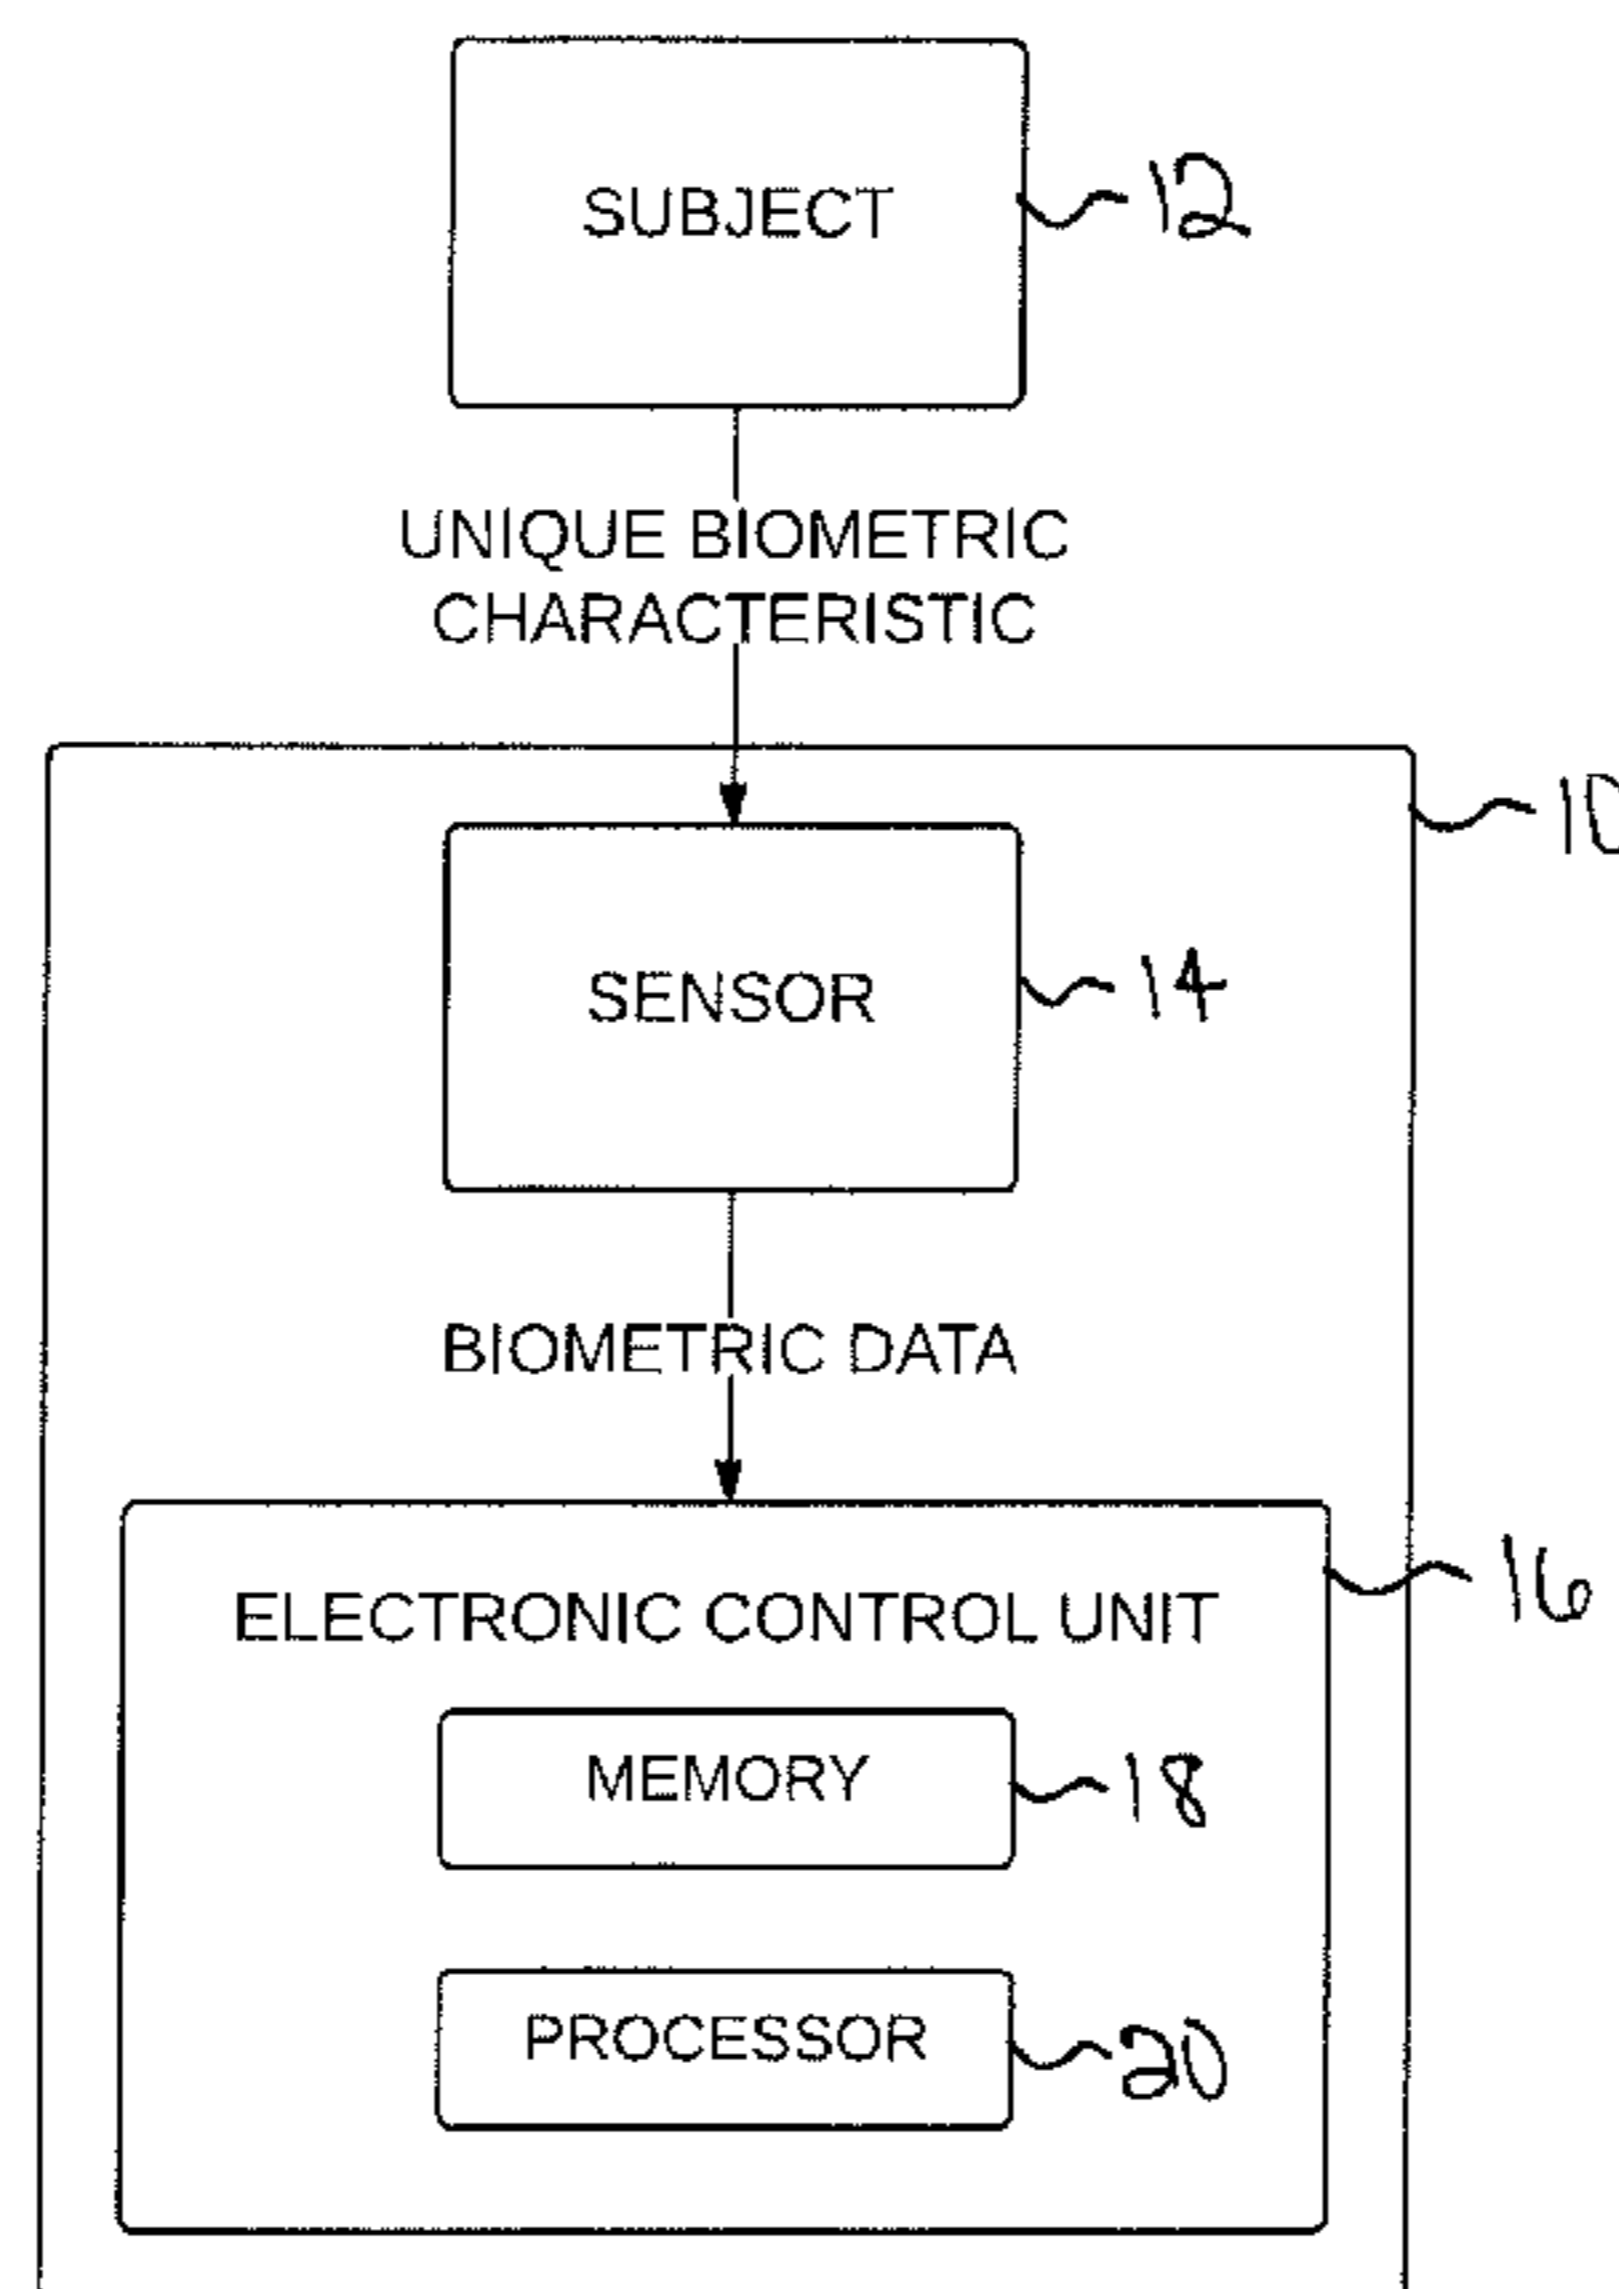 SUBJECT
12
UNIQUE BIOMETRIC
CHARACTERISTIC
10
SENSOR
14
BIOMETRIC DATA
16
ELECTRONIC CONTROL UNIT
MEMORY
18
PROCESSOR
20